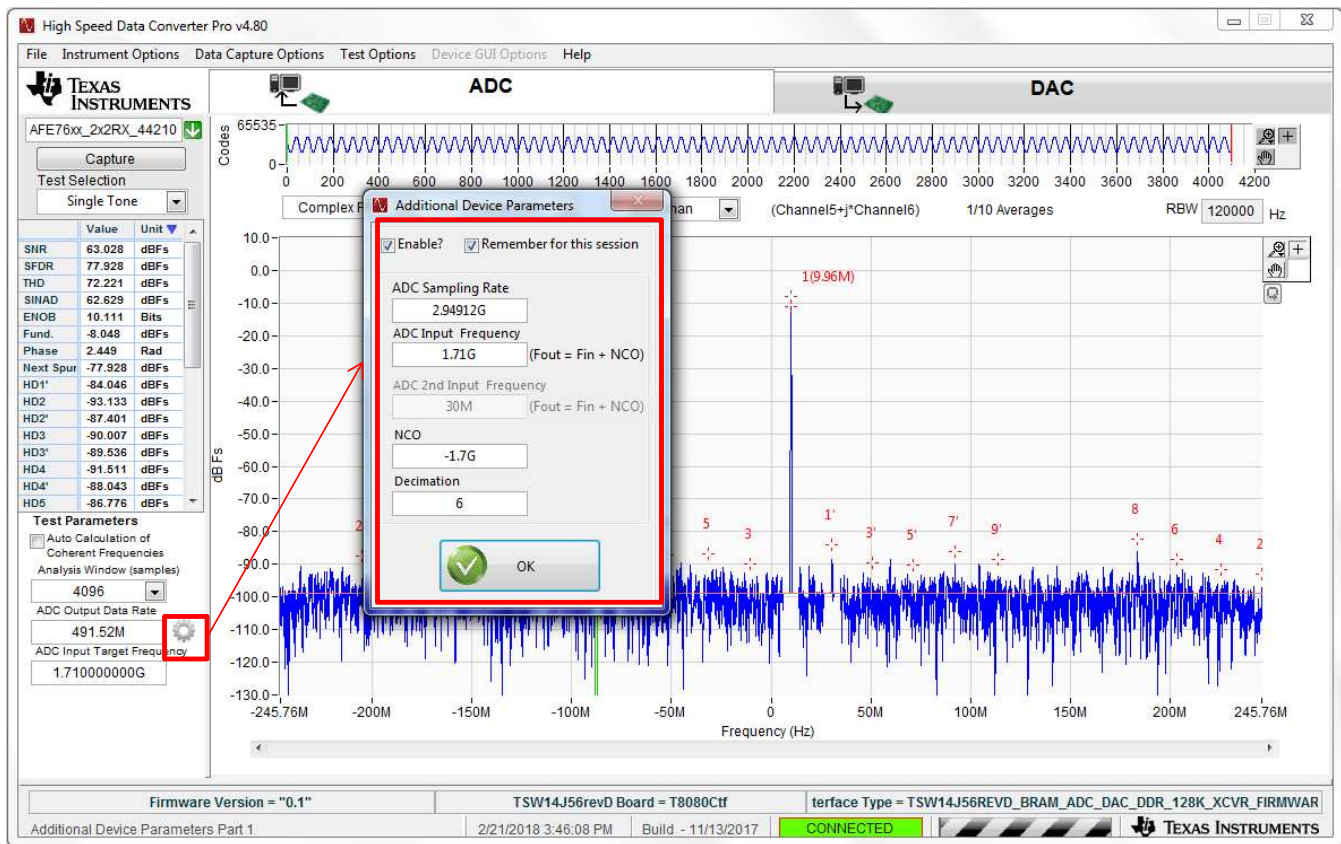 High Speed Data Converter Pro v4.80
File Instrument Options Data Capture Options Test Options Device GUI Options Help
TEXAS INSTRUMENTS
ADC
DAC
AFE76xx_2x2RX_44210
Capture
Test Selection
Single Tone
Value Unit
SNR 63.028 dBFs
SFDR 77.928 dBFs
THD 72.221 dBFs
SINAD 62.629 dBFs
ENOB 10.111 Bits
Fund. -8.048 dBFs
Phase 2.449 Rad
Next Spur -77.928 dBFs
HD1' -84.046 dBFs
HD2 -93.133 dBFs
HD2' -87.401 dBFs
HD3 -90.007 dBFs
HD3' -89.536 dBFs
HD4 -91.511 dBFs
HD4' -88.043 dBFs
HD5 -86.776 dBFs
Test Parameters
Auto Calculation of
Coherent Frequencies
Analysis Window (samples)
4096
ADC Output Data Rate
491.52M
ADC Input Target Frequency
1.710000000G
Codes
65535
0
0 200 400 600 800 1000 1200 1400 1600 1800 2000 2200 2400 2600 2800 3000 3200 3400 3600 3800 4000 4200
Complex F
(Channel5+j*Channel6)
1/10 Averages
RBW 120000 Hz
Additional Device Parameters
Enable? Remember for this session
ADC Sampling Rate
2.94912G
ADC Input Frequency
1.71G (Fout = Fin + NCO)
ADC 2nd Input Frequency
30M (Fout = Fin + NCO)
NCO
-1.7G
Decimation
6
OK
dB Fs
10.0
0.0
-10.0
-20.0
-30.0
-40.0
-50.0
-60.0
-70.0
-80.0
-90.0
-100.0
-110.0
-120.0
-130.0
1(9.96M)
2 5 3 1' 3' 5' 7' 9' 8 6 4 2
-245.76M -200M -150M -100M -50M 0 50M 100M 150M 200M 245.76M
Frequency (Hz)
Firmware Version = "0.1"
TSW14J56revD Board = T8080Ctf
terface Type = TSW14J56REVD_BRAM_ADC_DAC_DDR_128K_XCVR_FIRMWAR
Additional Device Parameters Part 1
2/21/2018 3:46:08 PM
Build - 11/13/2017
CONNECTED
TEXAS INSTRUMENTS